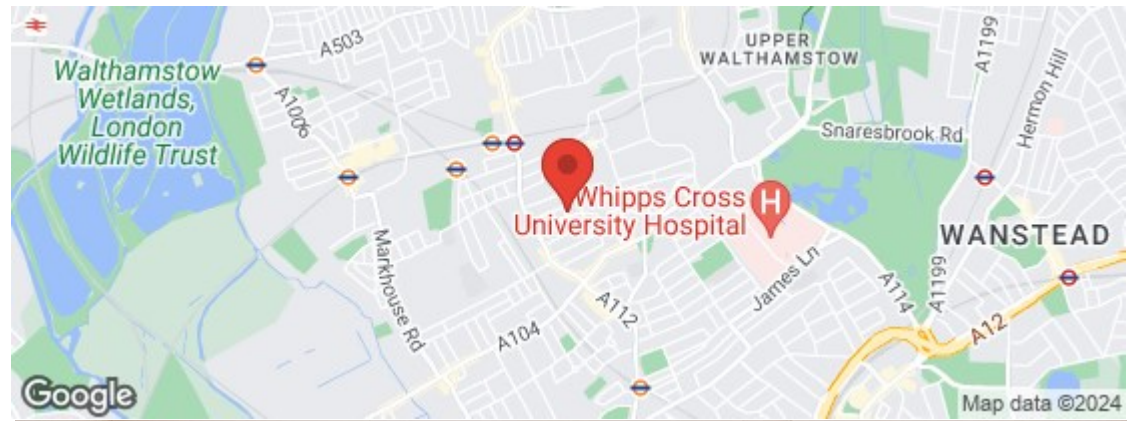 A503
UPPER
WALTHAMSTOW
A1199
Hermon Hill
Walthamstow
Wetlands,
London
Wildlife Trust
A1006
Snaresbrook Rd
Whipps Cross
University Hospital
H
WANSTEAD
Markhouse Rd
James Ln
A114
A1199
A112
A104
A12
Google
Map data ©2024